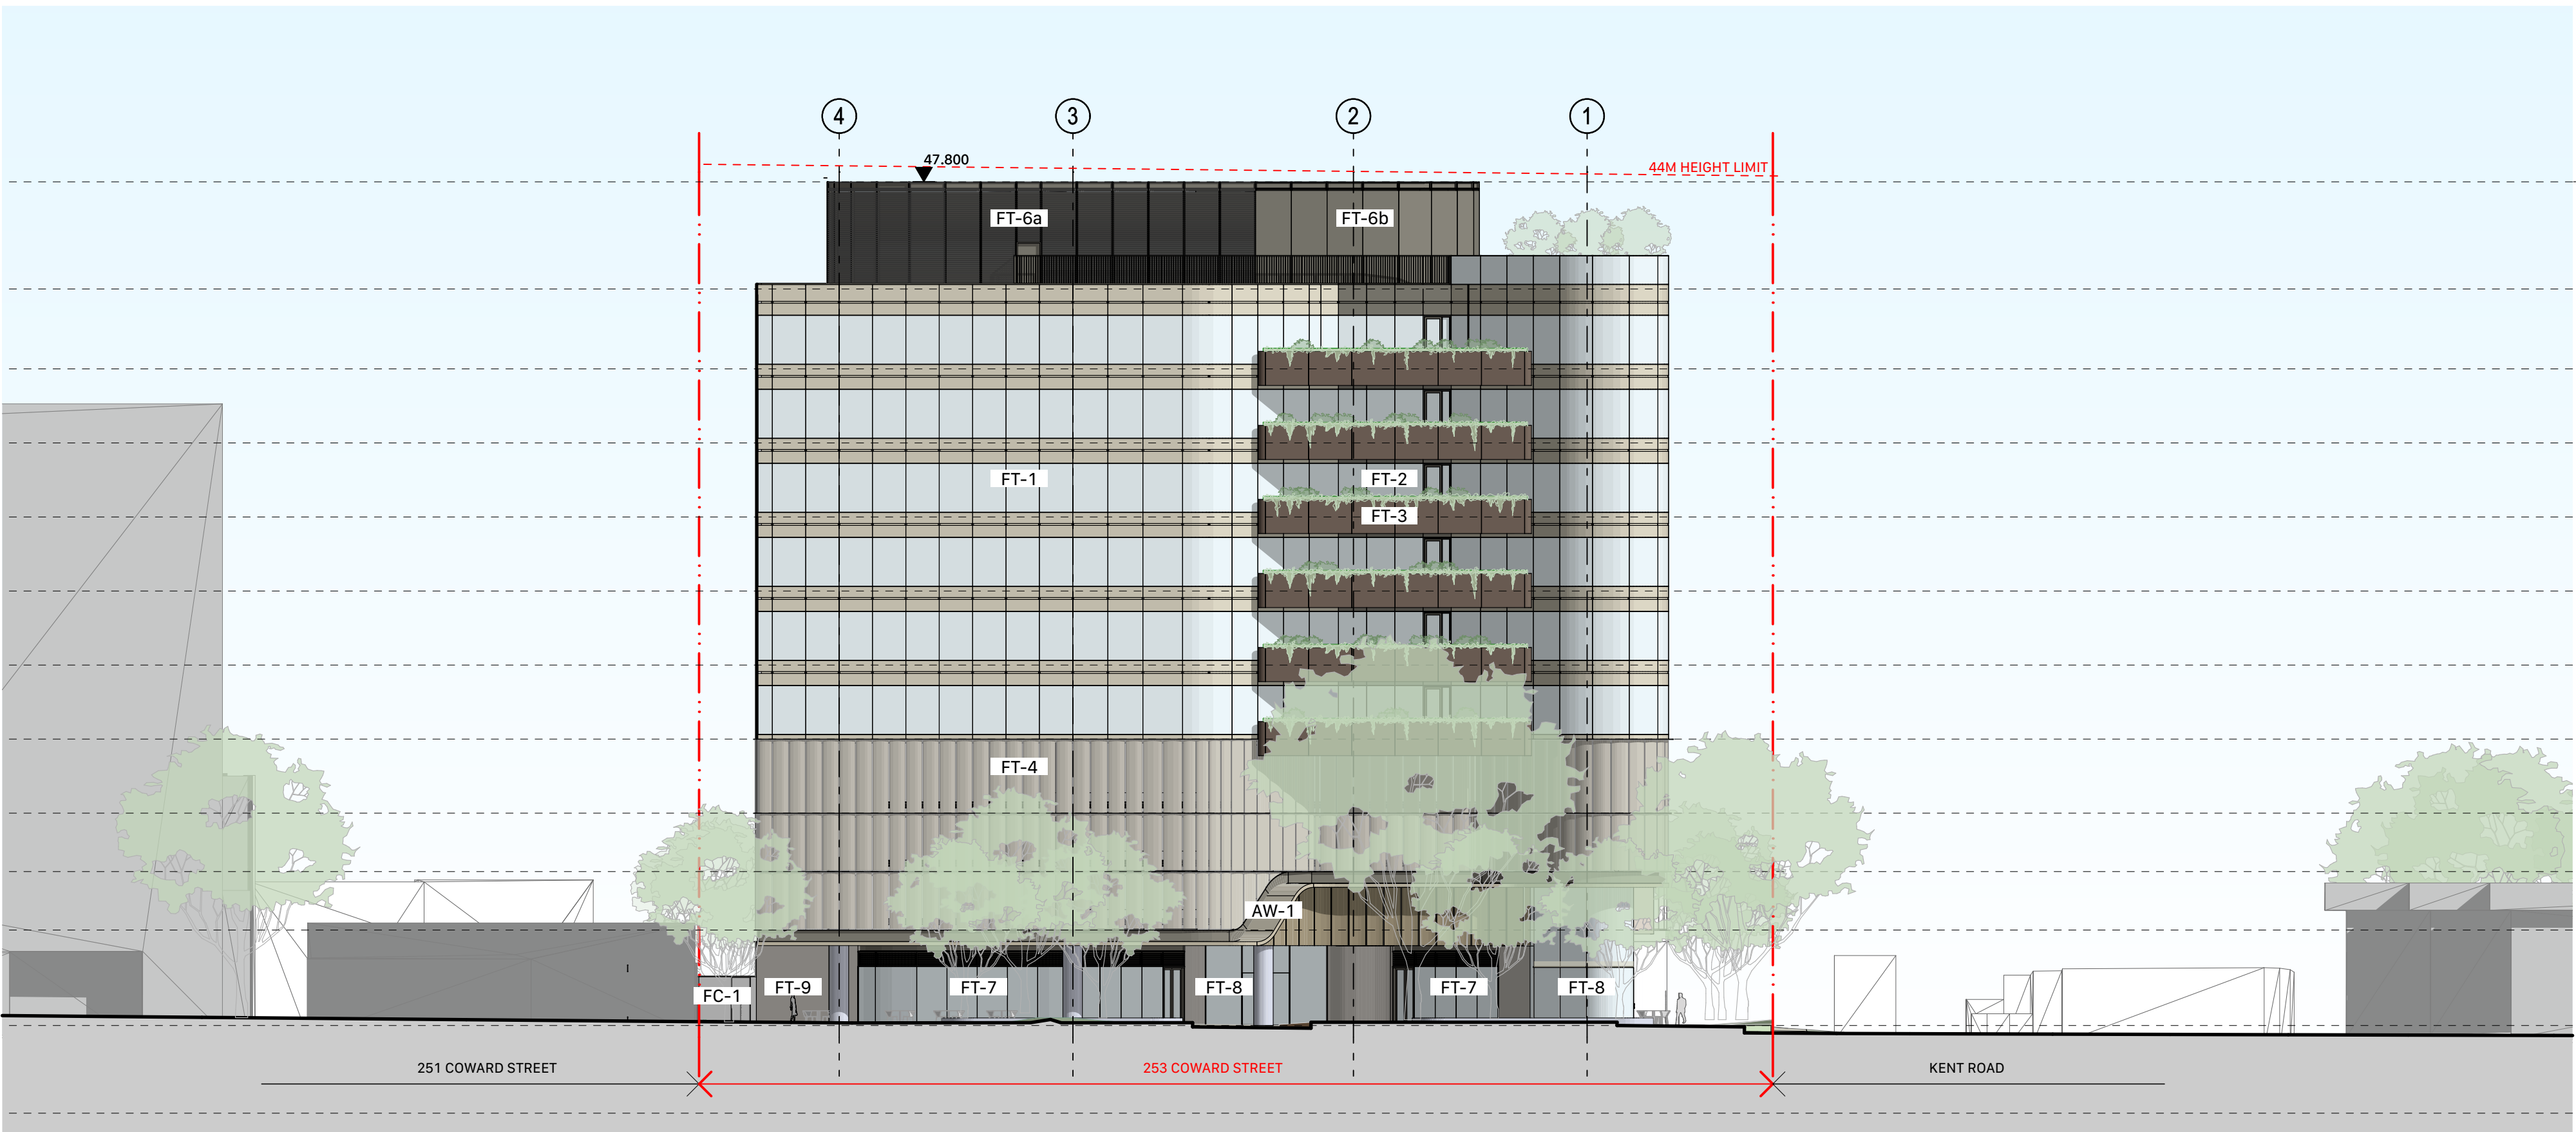 4
3
2
1
47.800
44M HEIGHT LIMIT
FT-6a
FT-6b
FT-1
FT-2
FT-3
FT-4
AW-1
FC-1
FT-9
FT-7
FT-8
FT-7
FT-8
251 COWARD STREET
253 COWARD STREET
KENT ROAD